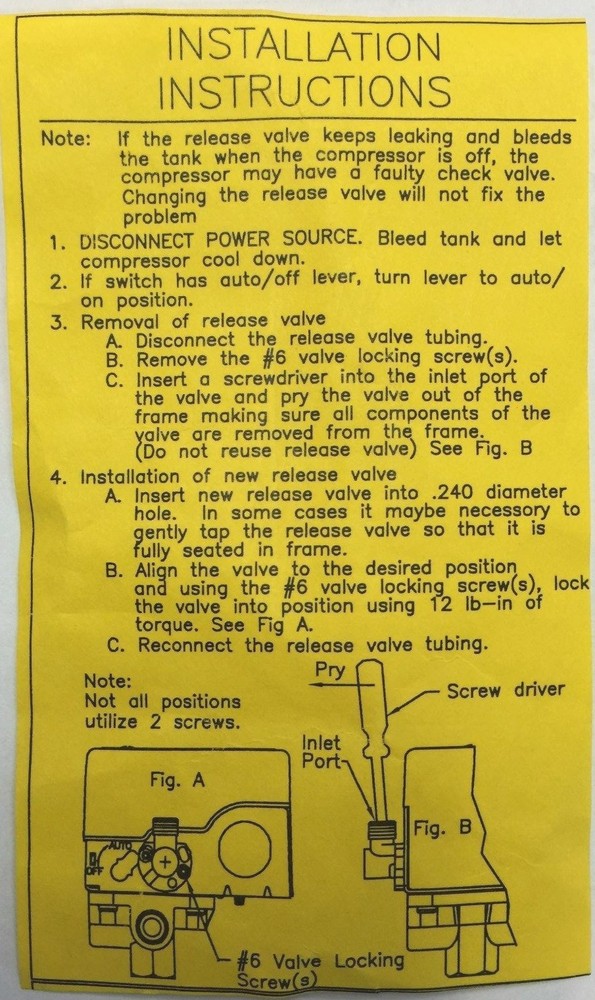 INSTALLATION
INSTRUCTIONS
Note: If the release valve keeps leaking and bleeds
the tank when the compressor is off, the
compressor may have a faulty check valve.
Changing the release valve will not fix the
problem
1. DISCONNECT POWER SOURCE. Bleed tank and let
compressor cool down.
2. If switch has auto/off lever, turn lever to auto/
on position.
3. Removal of release valve
A. Disconnect the release valve tubing.
B. Remove the #6 valve locking screw(s).
C. Insert a screwdriver into the inlet port of
the valve and pry the valve out of the
frame making sure all components of the
valve are removed from the frame.
(Do not reuse release valve) See Fig. B
4. Installation of new release valve
A. Insert new release valve into .240 diameter
hole. In some cases it maybe necessary to
gently tap the release valve so that it is
fully seated in frame.
B. Align the valve to the desired position
and using the #6 valve locking screw(s), lock
the valve into position using 12 lb-in of
torque. See Fig A.
C. Reconnect the release valve tubing.
Note:
Not all positions
utilize 2 screws.
Pry
Screw driver
Inlet
Port
Fig. A
AUTO
OFF
Fig. B
#6 Valve Locking
Screw(s)